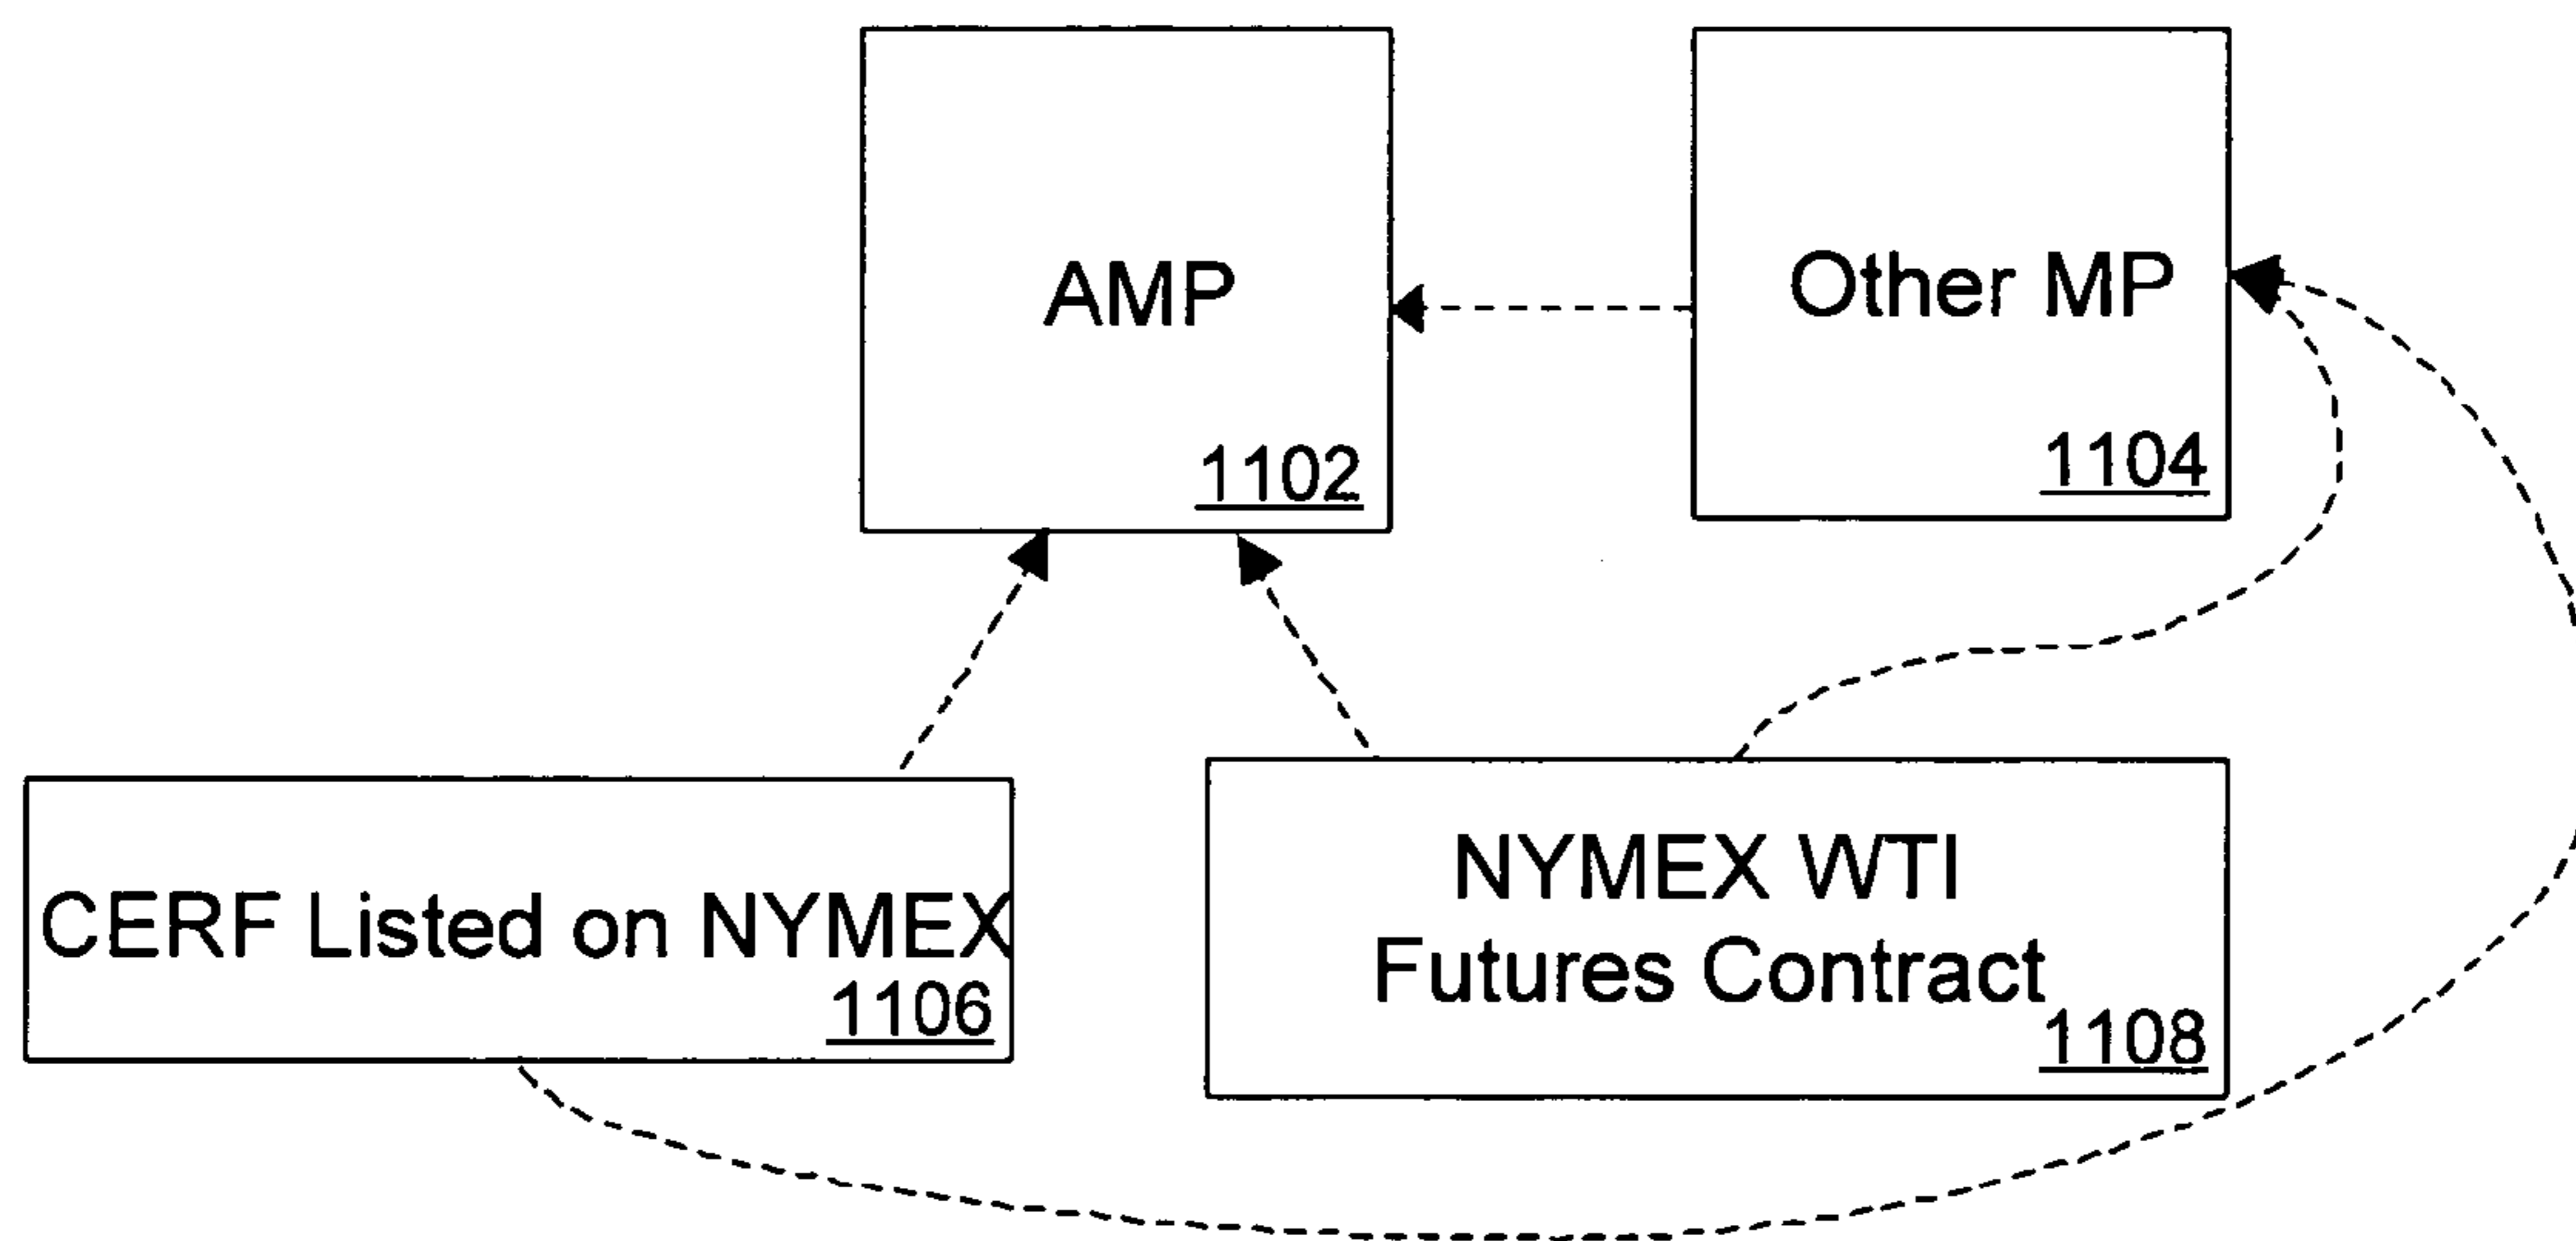 AMP
1102
Other MP
1104
CERF Listed on NYMEX
1106
NYMEX WTI
Futures Contract
1108